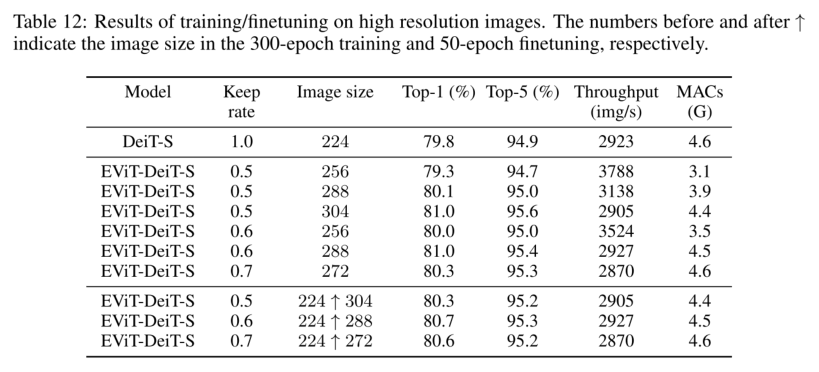 Table 12: Results of training/finetuning on high resolution images. The numbers before and after ↑
indicate the image size in the 300-epoch training and 50-epoch finetuning, respectively.
Model Keep rate Image size Top-1 (%) Top-5 (%) Throughput (img/s) MACs (G)
DeiT-S 1.0 224 79.8 94.9 2923 4.6
EViT-DeiT-S 0.5 256 79.3 94.7 3788 3.1
EViT-DeiT-S 0.5 288 80.1 95.0 3138 3.9
EViT-DeiT-S 0.5 304 81.0 95.6 2905 4.4
EViT-DeiT-S 0.6 256 80.0 95.0 3524 3.5
EViT-DeiT-S 0.6 288 81.0 95.4 2927 4.5
EViT-DeiT-S 0.7 272 80.3 95.3 2870 4.6
EViT-DeiT-S 0.5 224 ↑ 304 80.3 95.2 2905 4.4
EViT-DeiT-S 0.6 224 ↑ 288 80.7 95.3 2927 4.5
EViT-DeiT-S 0.7 224 ↑ 272 80.6 95.2 2870 4.6